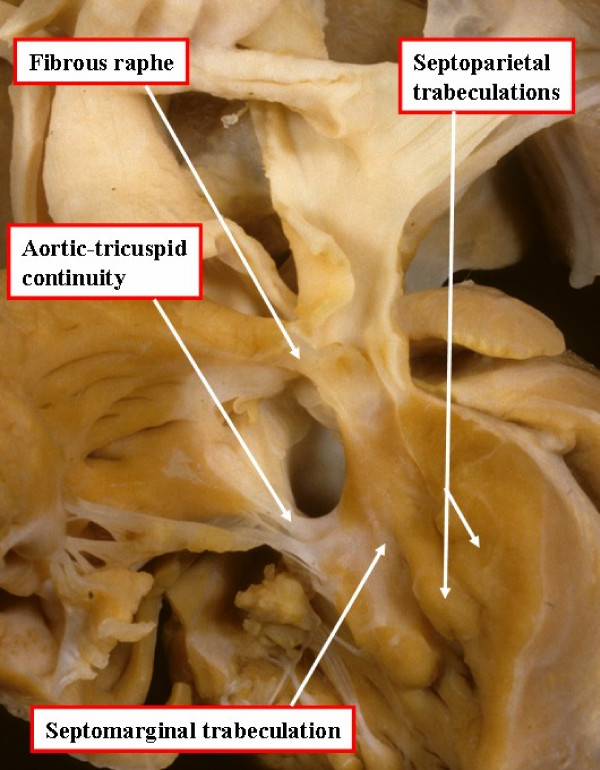 Fibrous raphe
Septoparietal
trabeculations
Aortic-tricuspid
continuity
Septomarginal trabeculation